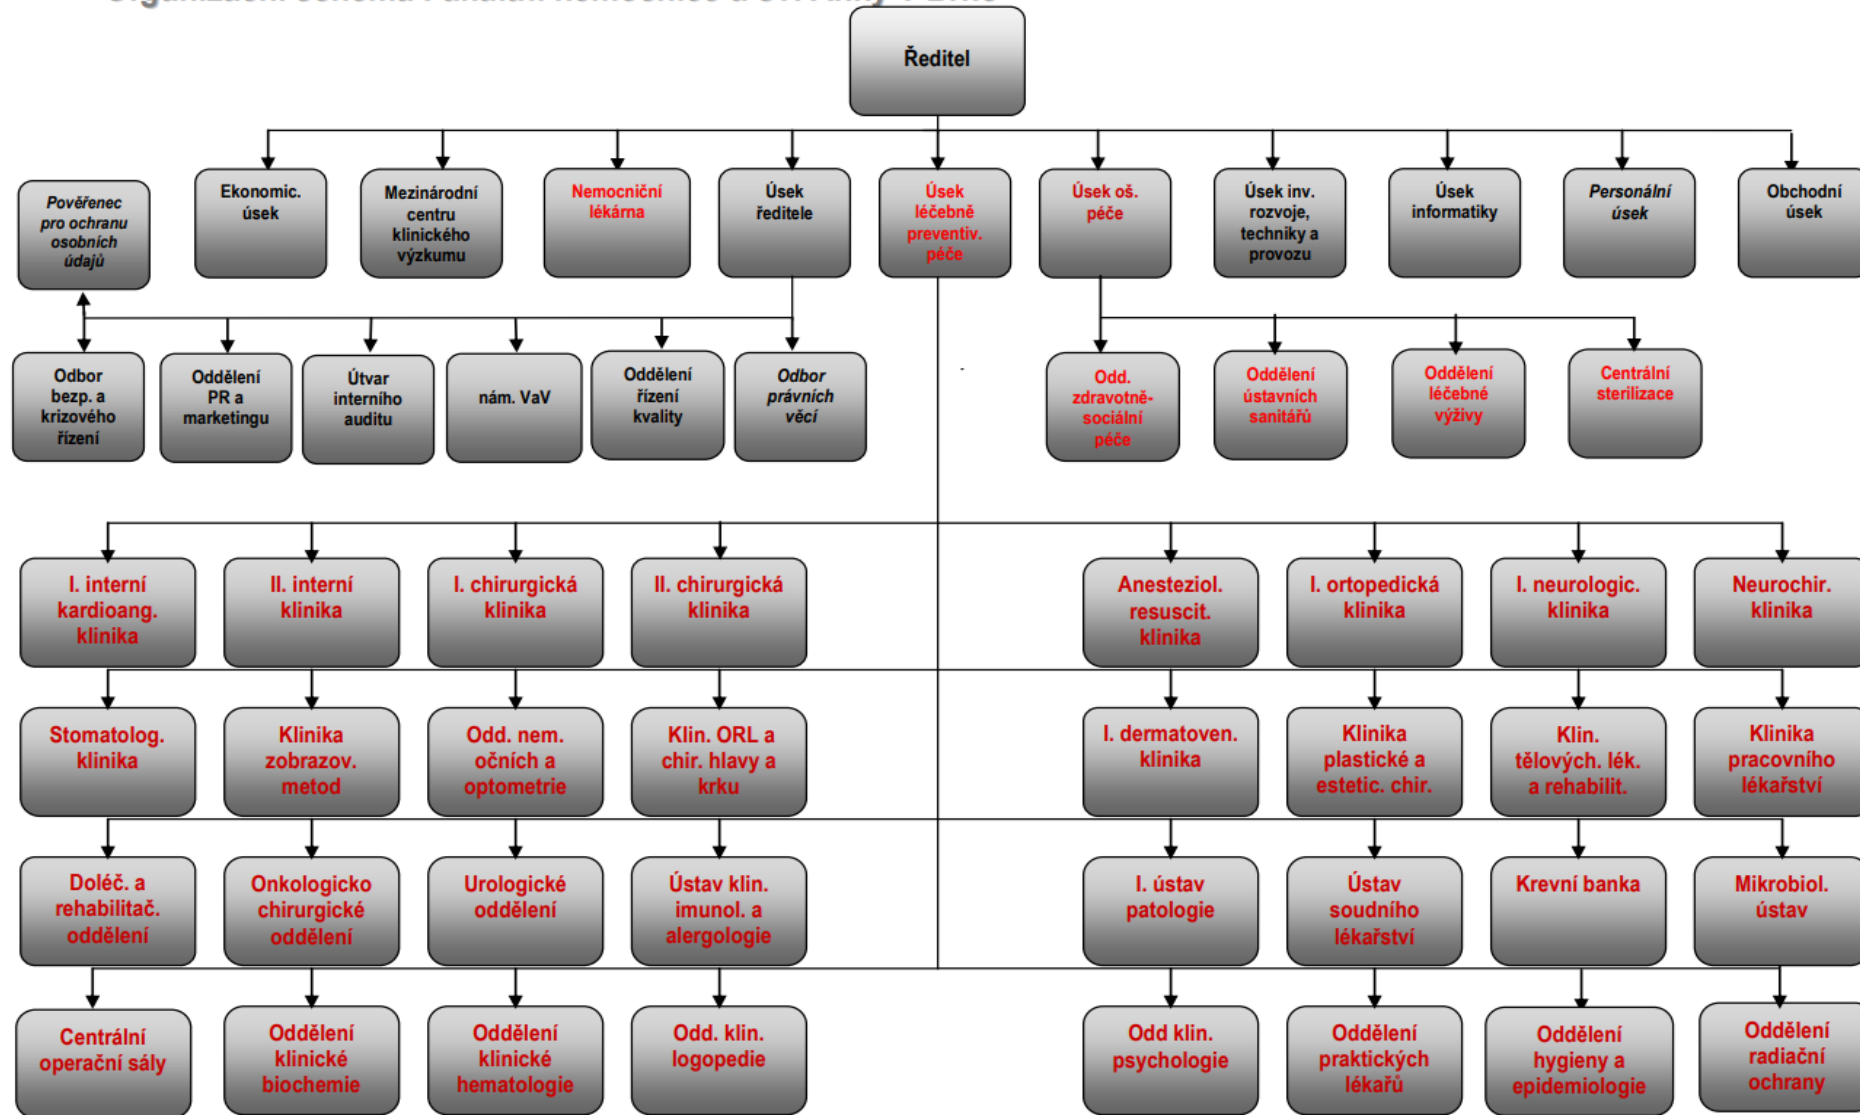 Ředitel
Pověřenec
pro ochranu
osobních
údajů
Ekonomic.
úsek
Mezinárodní
centru
klinického
výzkumu
Nemocniční
lékárna
Úsek
ředitele
Úsek
léčebně
preventiv.
péče
Úsek oš.
péče
Úsek inv.
rozvoje,
techniky a
provozu
Úsek
informatiky
Personální
úsek
Obchodní
úsek
Odbor
bezp. a
krizového
řízení
Oddělení
PR a
marketingu
Útvar
interního
auditu
nám. VaV
Oddělení
řízení
kvality
Odbor
právních
věcí
Odd.
zdravotně-
sociální
péče
Oddělení
ústavních
sanitářů
Oddělení
léčebné
výživy
Centrální
sterilizace
I. interní
kardioang.
klinika
II. interní
klinika
I. chirurgická
klinika
II. chirurgická
klinika
Anesteziol.
resuscit.
klinika
I. ortopedická
klinika
I. neurologic.
klinika
Neurochir.
klinika
Stomatolog.
klinika
Klinika
zobrazov.
metod
Odd. nem.
očních a
optometrie
Klin. ORL a
chir. hlavy a
krku
I. dermatoven.
klinika
Klinika
plastické a
estetic. chir.
Klin.
tělových. lék.
a rehabilit.
Klinika
pracovního
lékařství
Doléč. a
rehabilitač.
oddělení
Onkologicko
chirurgické
oddělení
Urologické
oddělení
Ústav klin.
imunol. a
alergologie
I. ústav
patologie
Ústav
soudního
lékařství
Krevní banka
Mikrobiol.
ústav
Centrální
operační sály
Oddělení
klinické
biochemie
Oddělení
klinické
hematologie
Odd. klin.
logopedie
Odd klin.
psychologie
Oddělení
praktických
lékařů
Oddělení
hygieny a
epidemiologie
Oddělení
radiační
ochrany